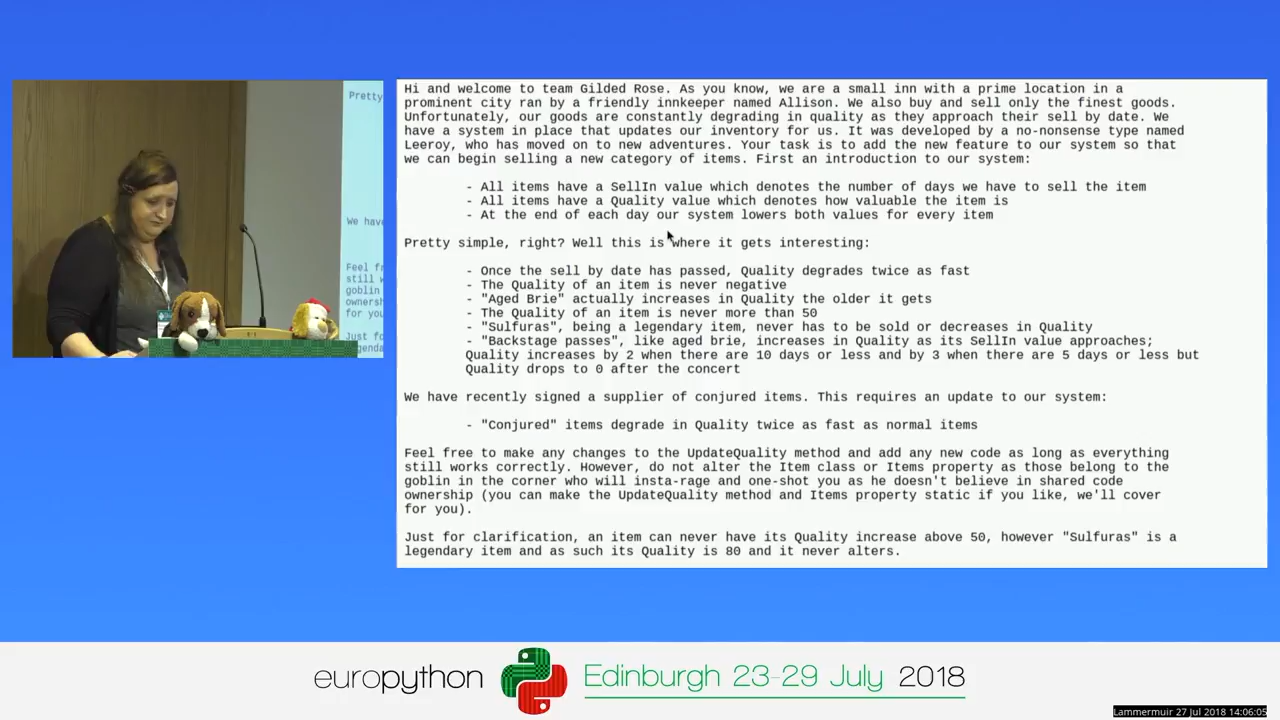 Hi and welcome to team Gilded Rose. As you know, we are a small inn with a prime location in a
prominent city ran by a friendly innkeeper named Allison. We also buy and sell only the finest goods.
Unfortunately, our goods are constantly degrading in quality as they approach their sell by date. We
have a system in place that updates our inventory for us. It was developed by a no-nonsense type named
Leeroy, who has moved on to new adventures. Your task is to add the new feature to our system so that
we can begin selling a new category of items. First an introduction to our system:
- All items have a SellIn value which denotes the number of days we have to sell the item
- All items have a Quality value which denotes how valuable the item is
- At the end of each day our system lowers both values for every item
Pretty simple, right? Well this is where it gets interesting:
- Once the sell by date has passed, Quality degrades twice as fast
- The Quality of an item is never negative
- "Aged Brie" actually increases in Quality the older it gets
- The Quality of an item is never more than 50
- "Sulfuras", being a legendary item, never has to be sold or decreases in Quality
- "Backstage passes", like aged brie, increases in Quality as its SellIn value approaches;
Quality increases by 2 when there are 10 days or less and by 3 when there are 5 days or less but
Quality drops to 0 after the concert
We have recently signed a supplier of conjured items. This requires an update to our system:
- "Conjured" items degrade in Quality twice as fast as normal items
Feel free to make any changes to the UpdateQuality method and add any new code as long as everything
still works correctly. However, do not alter the Item class or Items property as those belong to the
goblin in the corner who will insta-rage and one-shot you as he doesn't believe in shared code
ownership (you can make the UpdateQuality method and Items property static if you like, we'll cover
for you).
Just for clarification, an item can never have its Quality increase above 50, however "Sulfuras" is a
legendary item and as such its Quality is 80 and it never alters.
Pretty
We have
Feel fr
still w
goblin
ownersh
for you
Just fo
legenda
europython
Edinburgh 23-29 July 2018
Lammermuir 27 Jul 2018 14:06:05